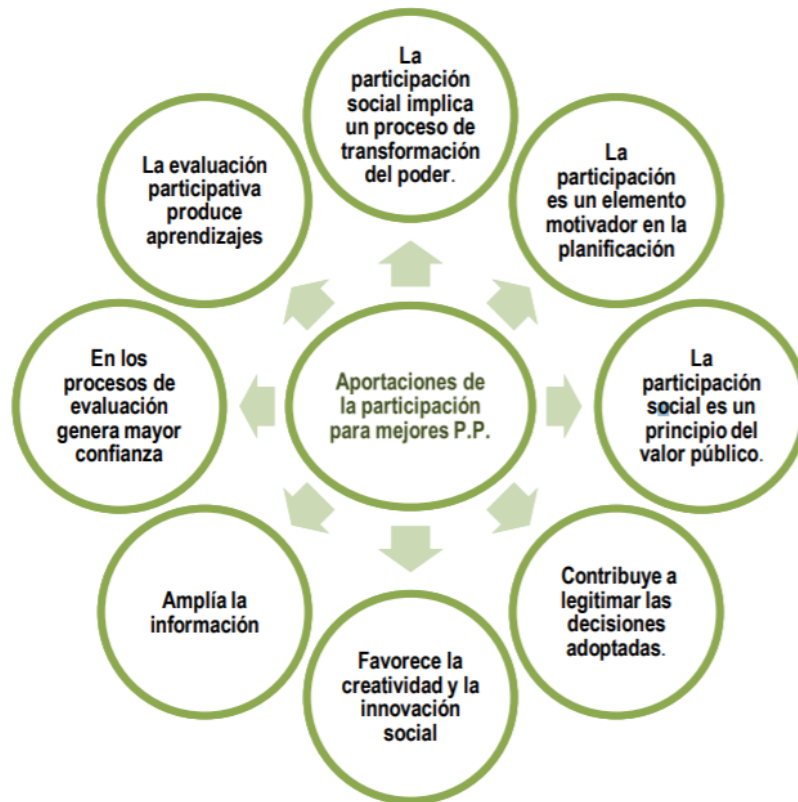 La
participación
social implica
un proceso de
transformación
del poder.
La
participación
es un elemento
motivador en la
planificación
La
participación
social es un
principio del
valor público.
Contribuye a
legitimar las
decisiones
adoptadas.
Favorece la
creatividad y la
innovación
social
Amplía la
información
En los
procesos de
evaluación
genera mayor
confianza
La evaluación
participativa
produce
aprendizajes
Aportaciones de
la participación
para mejores P.P.